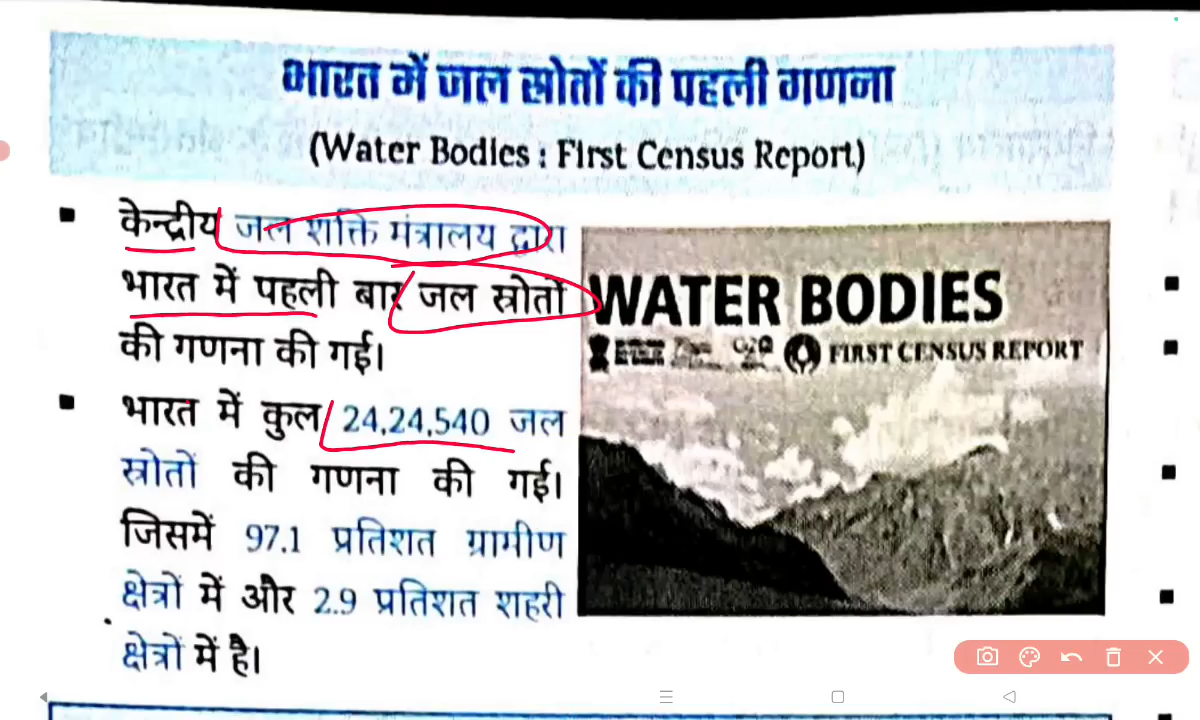 भारत में जल स्रोतों की पहली गणना
(Water Bodies : First Census Report)
▪ केन्द्रीय जल शक्ति मंत्रालय द्वारा
भारत में पहली बार जल स्रोतों
की गणना की गई।
▪ भारत में कुल 24,24,540 जल
स्रोतों की गणना की गई।
जिसमें 97.1 प्रतिशत ग्रामीण
क्षेत्रों में और 2.9 प्रतिशत शहरी
क्षेत्रों में है।
WATER BODIES
FIRST CENSUS REPORT